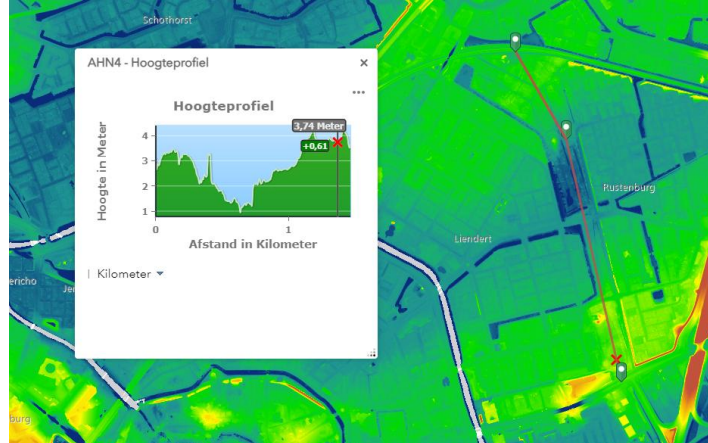 Schothorst
AHN4 - Hoogteprofiel
×
...
Hoogteprofiel
3,74 Meter
+0,61
Hoogte in Meter
4
3
2
1
0
1
Afstand in Kilometer
| Kilometer
Rustenburg
Liendert
ericho
Je
burg